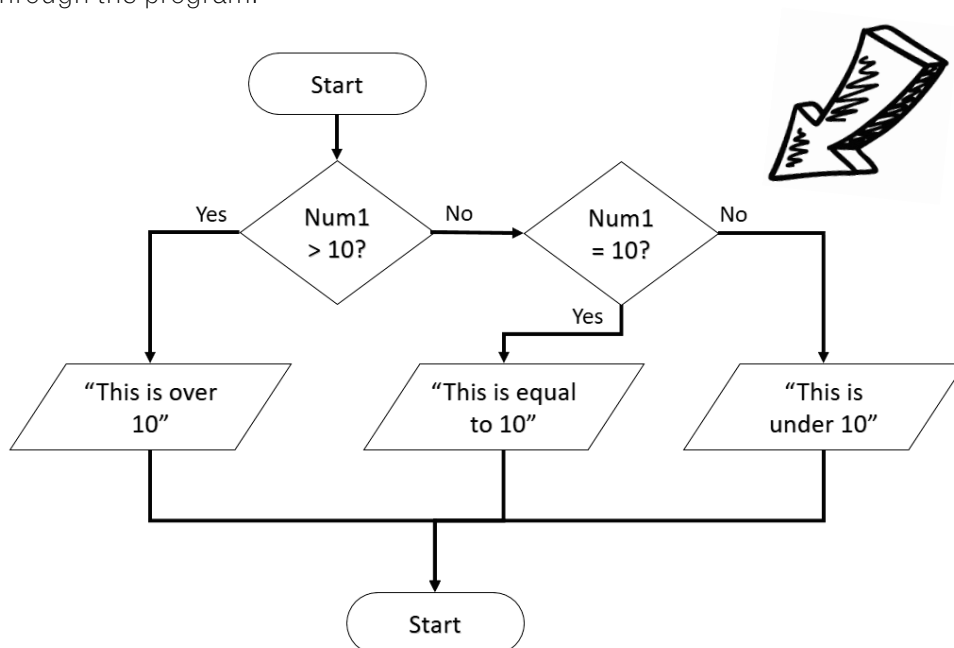 through the program.
Start
Yes
Num1
> 10?
No
Num1
= 10?
No
Yes
“This is over
10”
“This is equal
to 10”
“This is
under 10”
Start